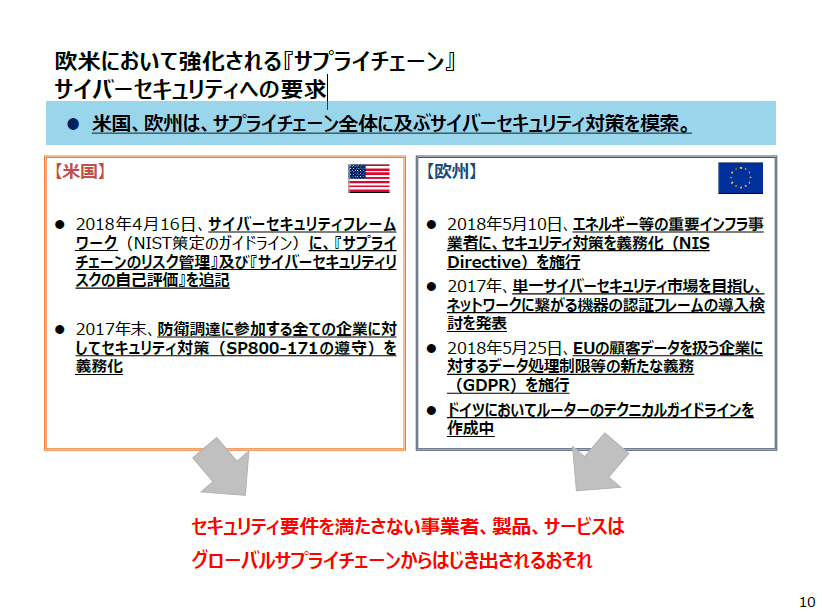 欧米において強化される『サプライチェーン』
サイバーセキュリティへの要求
● 米国、欧州は、サプライチェーン全体に及ぶサイバーセキュリティ対策を模索。
【米国】
● 2018年4月16日、サイバーセキュリティフレーム
ワーク（NIST策定のガイドライン）に、『サプライ
チェーンのリスク管理』及び『サイバーセキュリティリ
スクの自己評価』を追記
● 2017年末、防衛調達に参加する全ての企業に対
してセキュリティ対策（SP800-171の遵守）を
義務化
【欧州】
● 2018年5月10日、エネルギー等の重要インフラ事
業者に、セキュリティ対策を義務化（NIS
Directive）を施行
● 2017年、単一サイバーセキュリティ市場を目指し、
ネットワークに繋がる機器の認証フレームの導入検
討を発表
● 2018年5月25日、EUの顧客データを扱う企業に
対するデータ処理制限等の新たな義務
（GDPR）を施行
● ドイツにおいてルーターのテクニカルガイドラインを
作成中
セキュリティ要件を満たさない事業者、製品、サービスは
グローバルサプライチェーンからはじき出されるおそれ
10